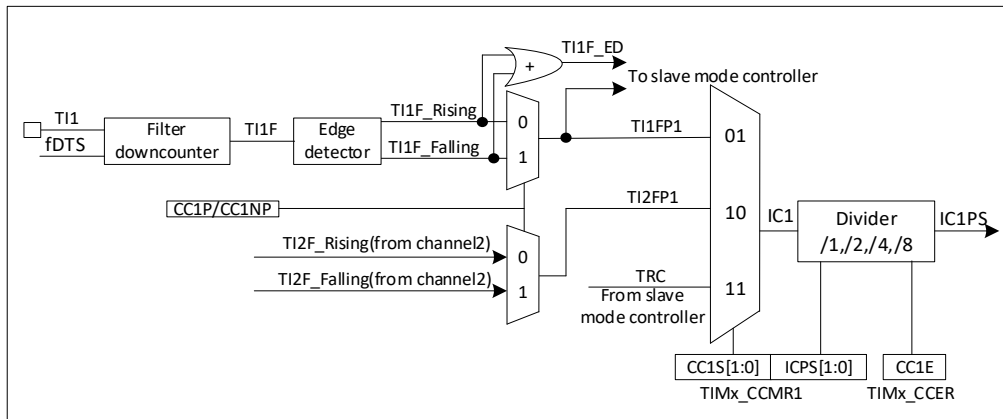 TI1F_ED
+
To slave mode controller
TI1
fDTS
Filter
downcounter
TI1F
Edge
detector
TI1F_Rising
TI1F_Falling
0
1
TI1FP1
01
CC1P/CC1NP
TI2FP1
10
IC1
Divider
/1,/2,/4,/8
IC1PS
TI2F_Rising(from channel2)
TI2F_Falling(from channel2)
0
1
TRC
From slave
mode controller
11
CC1S[1:0]
ICPS[1:0]
CC1E
TIMx_CCMR1
TIMx_CCER